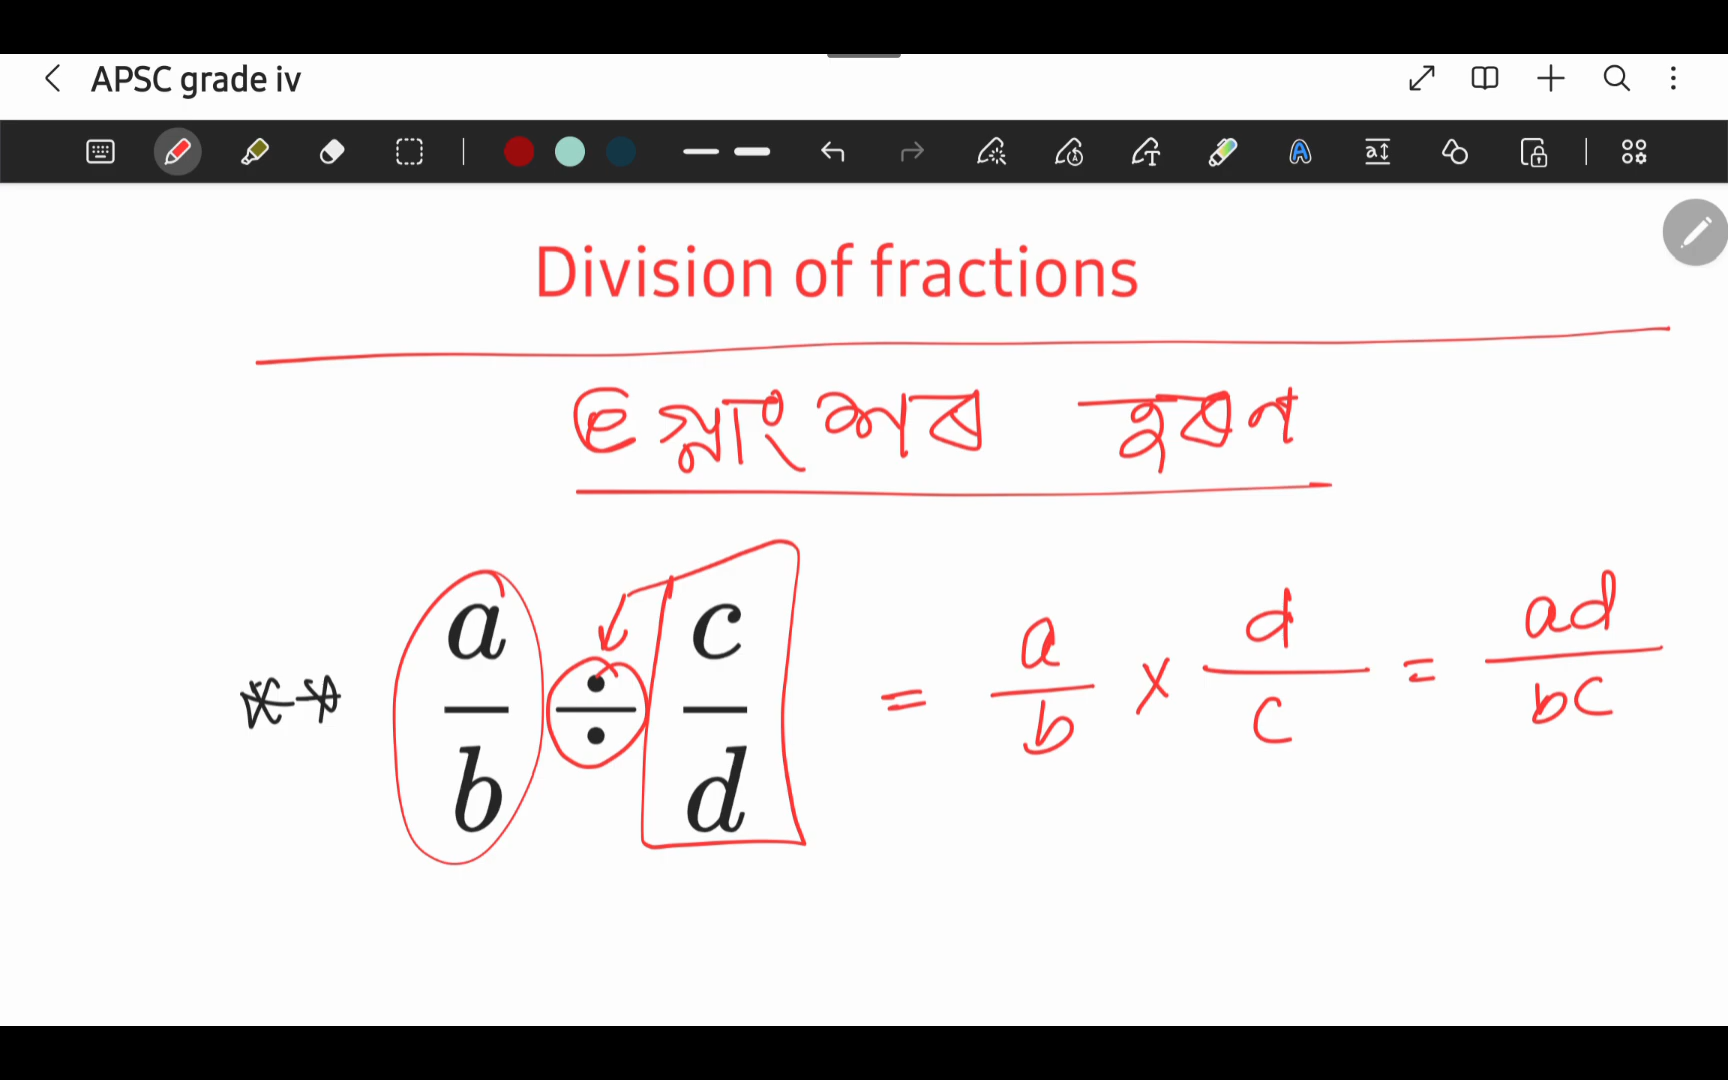 APSC grade iv
Division of fractions
ভগ্নাংশৰ হৰণ
** a/b ÷ c/d = a/b × d/c = ad/bc